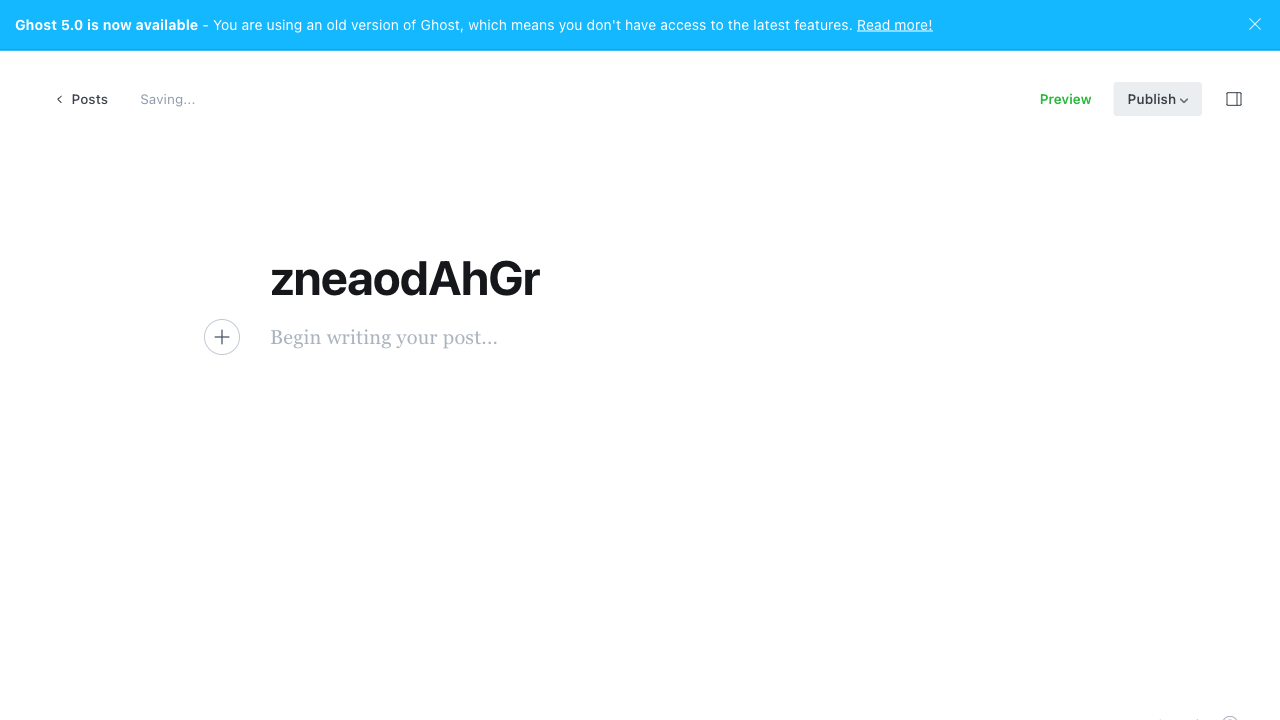 Ghost 5.0 is now available - You are using an old version of Ghost, which means you don't have access to the latest features. Read more!
Posts
Saving...
Preview
Publish
zneaodAhGr
Begin writing your post...